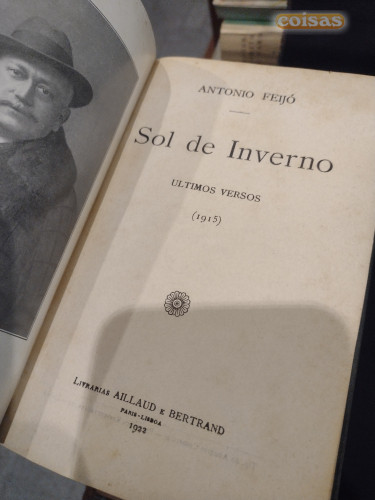 coisas
ANTONIO FEIJÓ
Sol de Inverno
ULTIMOS VERSOS
(1915)
LIVRARIAS AILLAUD E BERTRAND
PARIS-LISBOA
1922